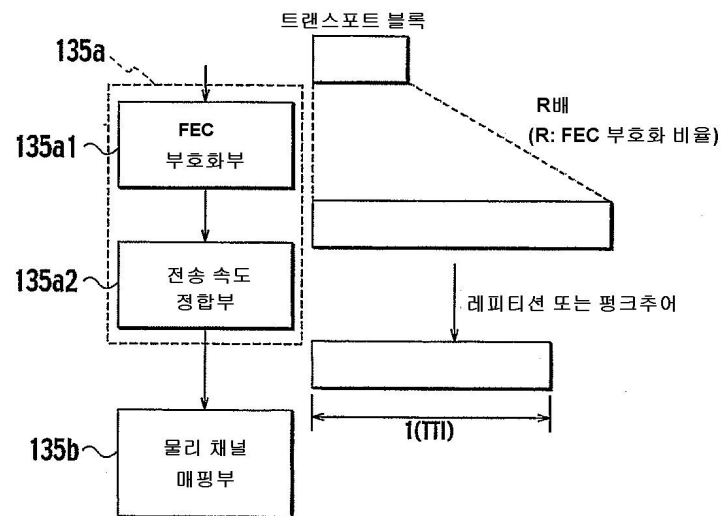 트랜스포트 블록
135a
R배
(R: FEC 부호화 비율)
135a1
FEC
부호화부
135a2
전송 속도
정합부
레피티션 또는 펑크추어
1(TTI)
135b
물리 채널
매핑부